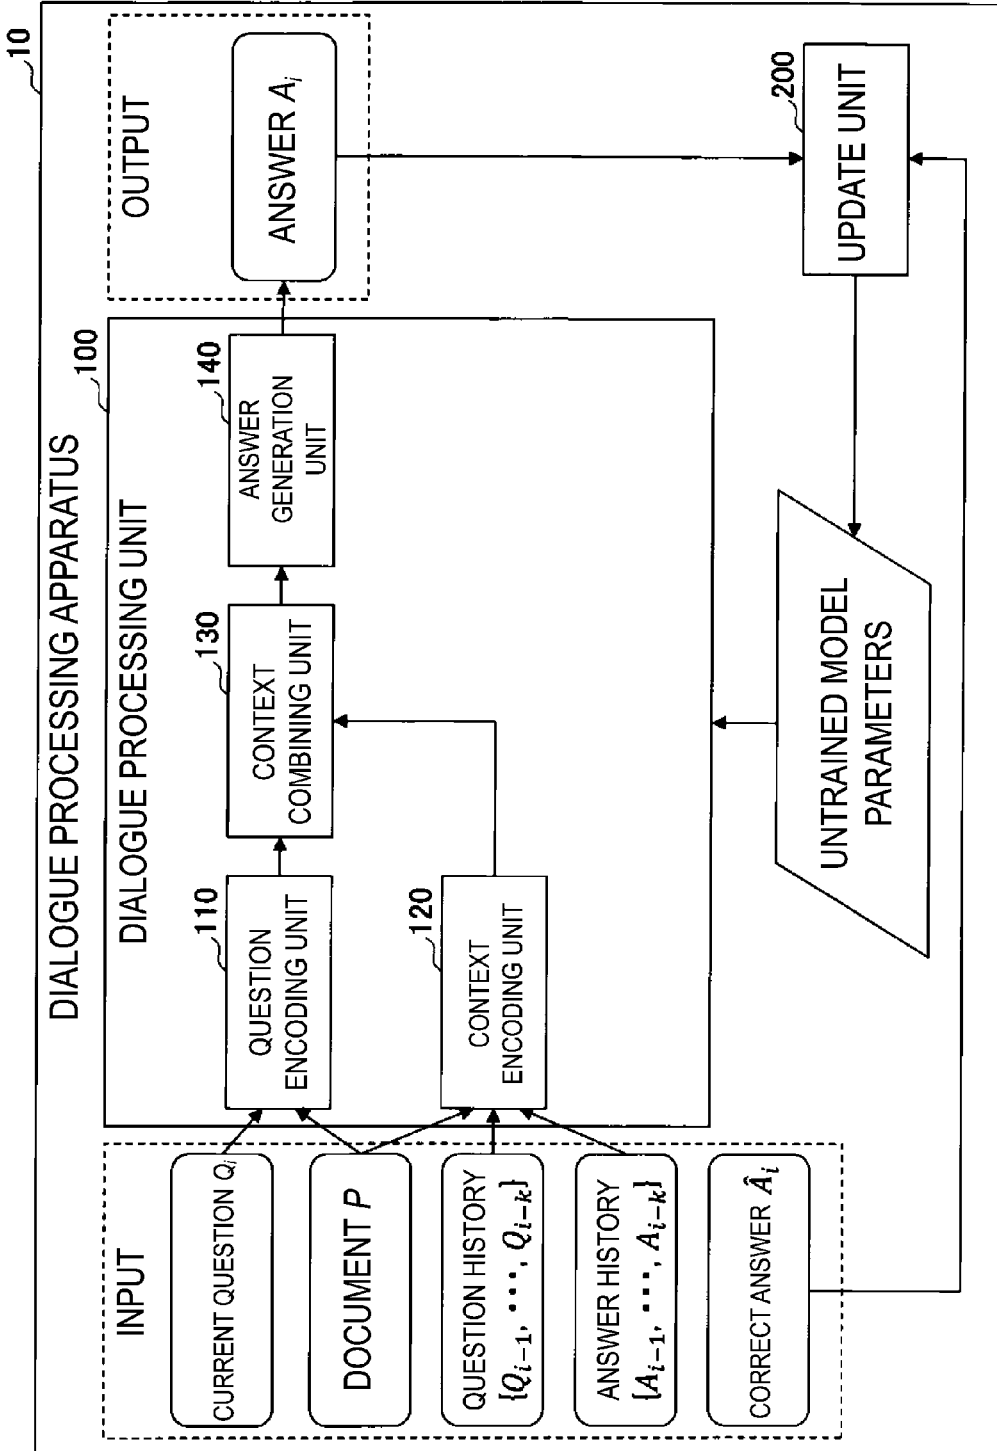 10
DIALOGUE PROCESSING APPARATUS
100
DIALOGUE PROCESSING UNIT
INPUT
CURRENT QUESTION Qᵢ
DOCUMENT P
QUESTION HISTORY
{Qᵢ₋₁, ···, Qᵢ₋ₖ}
ANSWER HISTORY
{Aᵢ₋₁, ···, Aᵢ₋ₖ}
CORRECT ANSWER Âᵢ
110
QUESTION
ENCODING UNIT
120
CONTEXT
ENCODING UNIT
130
CONTEXT
COMBINING UNIT
140
ANSWER
GENERATION
UNIT
OUTPUT
ANSWER Aᵢ
200
UPDATE UNIT
UNTRAINED MODEL
PARAMETERS